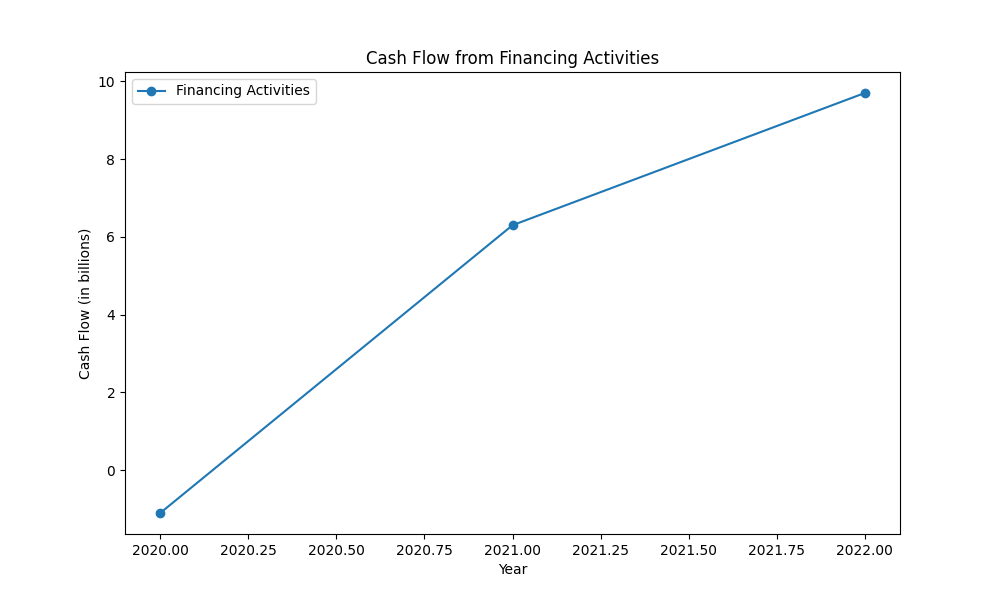 Cash Flow from Financing Activities
Financing Activities
Cash Flow (in billions)
10
8
6
4
2
0
2020.00 2020.25 2020.50 2020.75 2021.00 2021.25 2021.50 2021.75 2022.00
Year